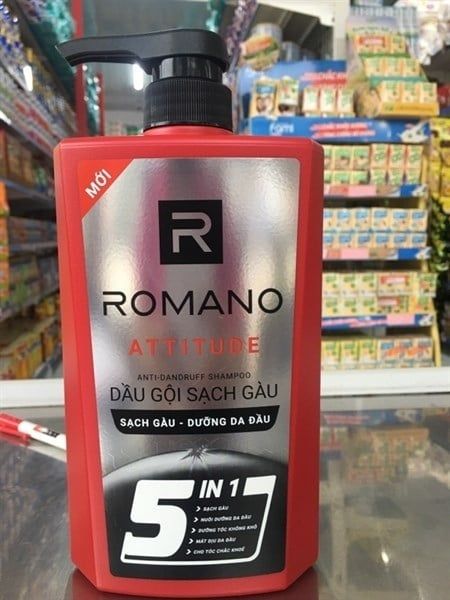 MỚI
R
ROMANO
ATTITUDE
ANTI-DANDRUFF SHAMPOO
DẦU GỘI SẠCH GÀU
SẠCH GÀU - DƯỠNG DA ĐẦU
5 IN 1
SẠCH GÀU
NUÔI DƯỠNG DA ĐẦU
DƯỠNG TÓC KHÔNG KHÔ
MÁT DỊU DA ĐẦU
CHO TÓC CHẮC KHOẺ